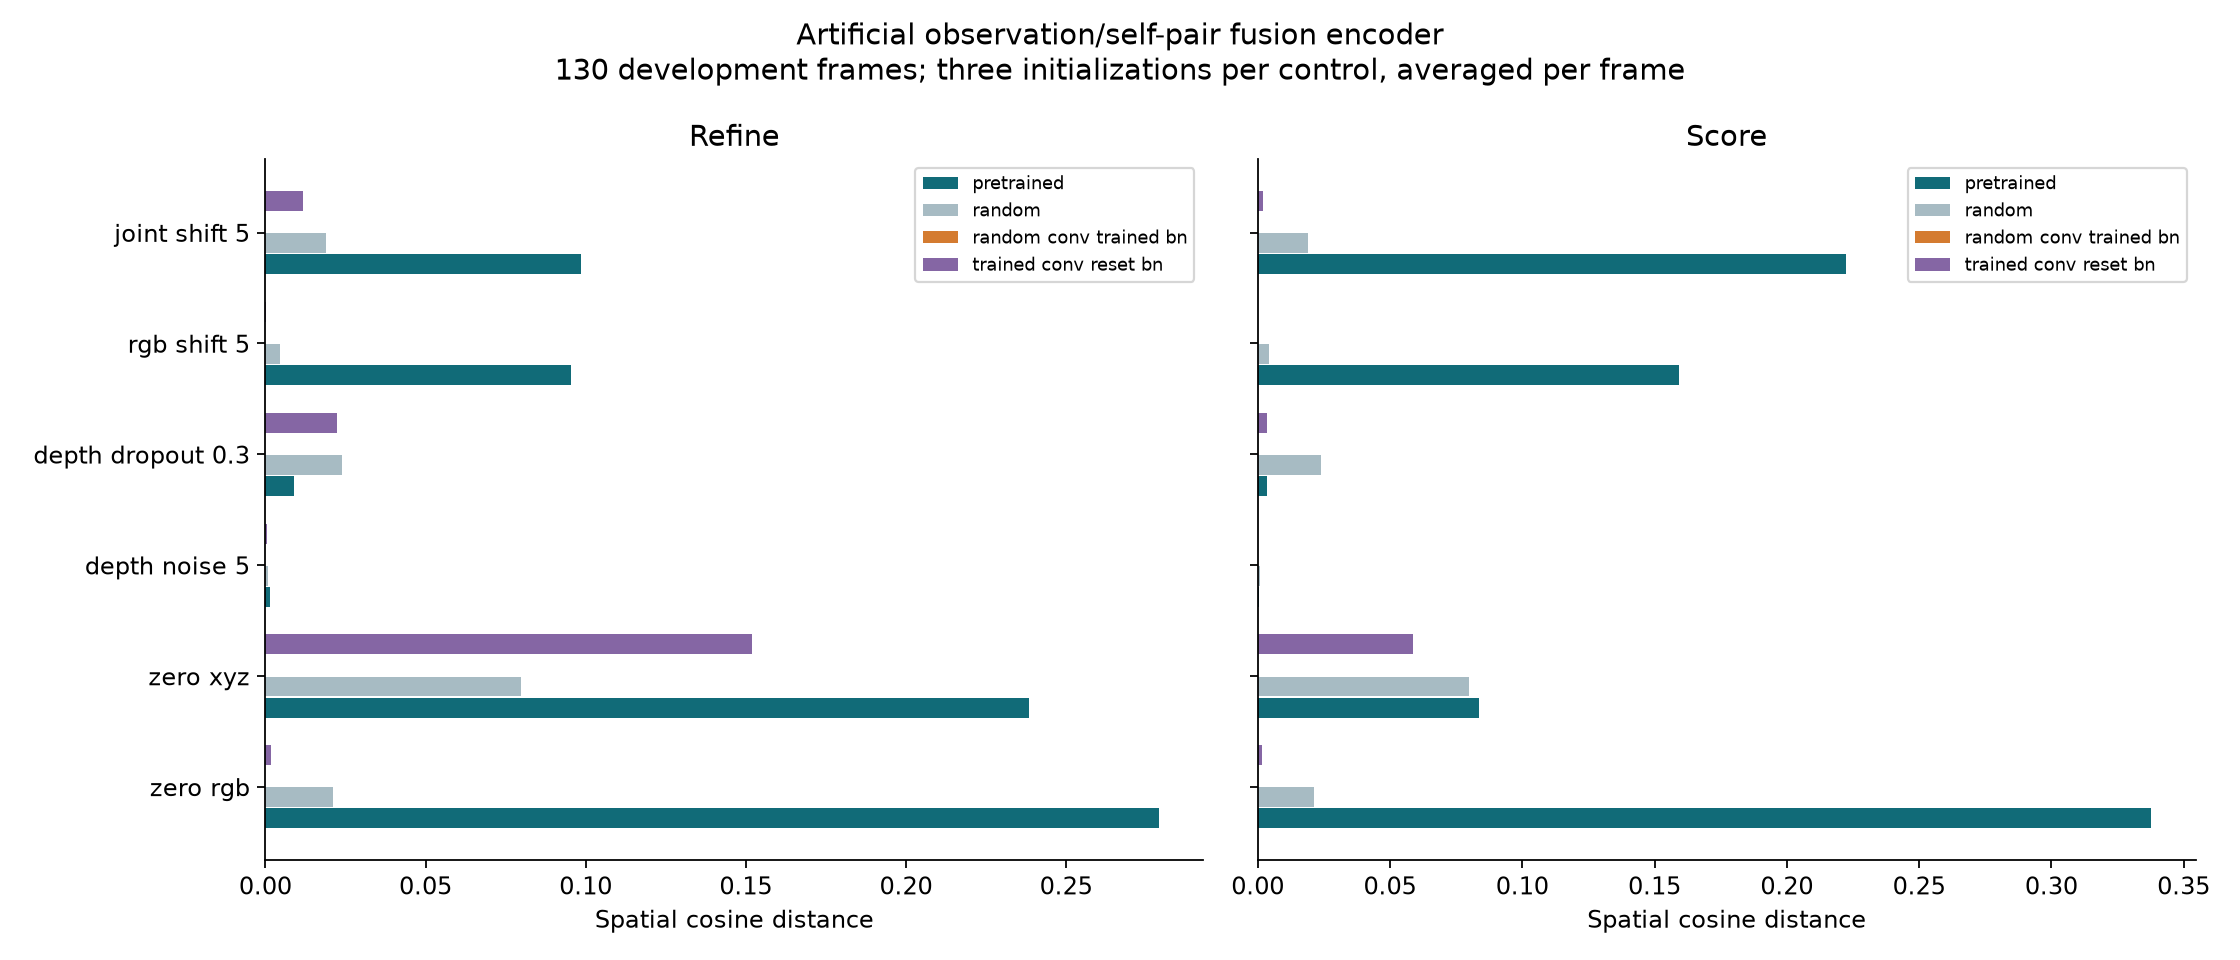 Artificial observation/self-pair fusion encoder
130 development frames; three initializations per control, averaged per frame
Refine
pretrained
random
random conv trained bn
trained conv reset bn
joint shift 5
rgb shift 5
depth dropout 0.3
depth noise 5
zero xyz
zero rgb
0.00 0.05 0.10 0.15 0.20 0.25
Spatial cosine distance
Score
pretrained
random
random conv trained bn
trained conv reset bn
0.00 0.05 0.10 0.15 0.20 0.25 0.30 0.35
Spatial cosine distance